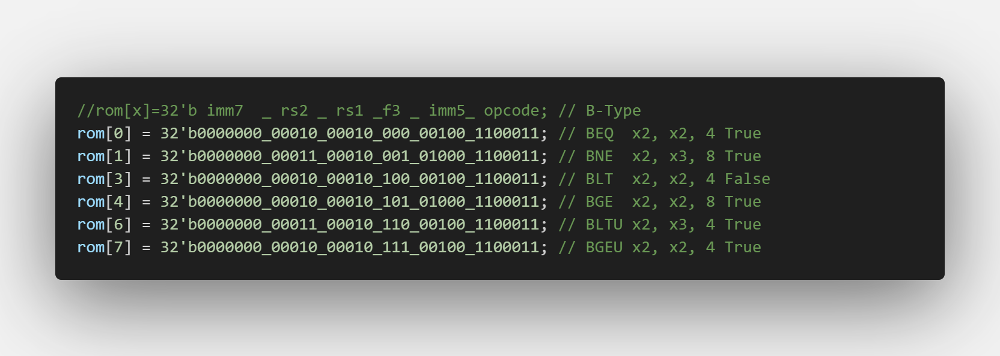 //rom[x]=32'b imm7  _ rs2 _ rs1 _f3 _ imm5_ opcode; // B-Type
rom[0] = 32'b0000000_00010_00010_000_00100_1100011; // BEQ  x2, x2, 4 True
rom[1] = 32'b0000000_00011_00010_001_01000_1100011; // BNE  x2, x3, 8 True
rom[3] = 32'b0000000_00010_00010_100_00100_1100011; // BLT  x2, x2, 4 False
rom[4] = 32'b0000000_00010_00010_101_01000_1100011; // BGE  x2, x2, 8 True
rom[6] = 32'b0000000_00011_00010_110_00100_1100011; // BLTU x2, x3, 4 True
rom[7] = 32'b0000000_00010_00010_111_00100_1100011; // BGEU x2, x2, 4 True